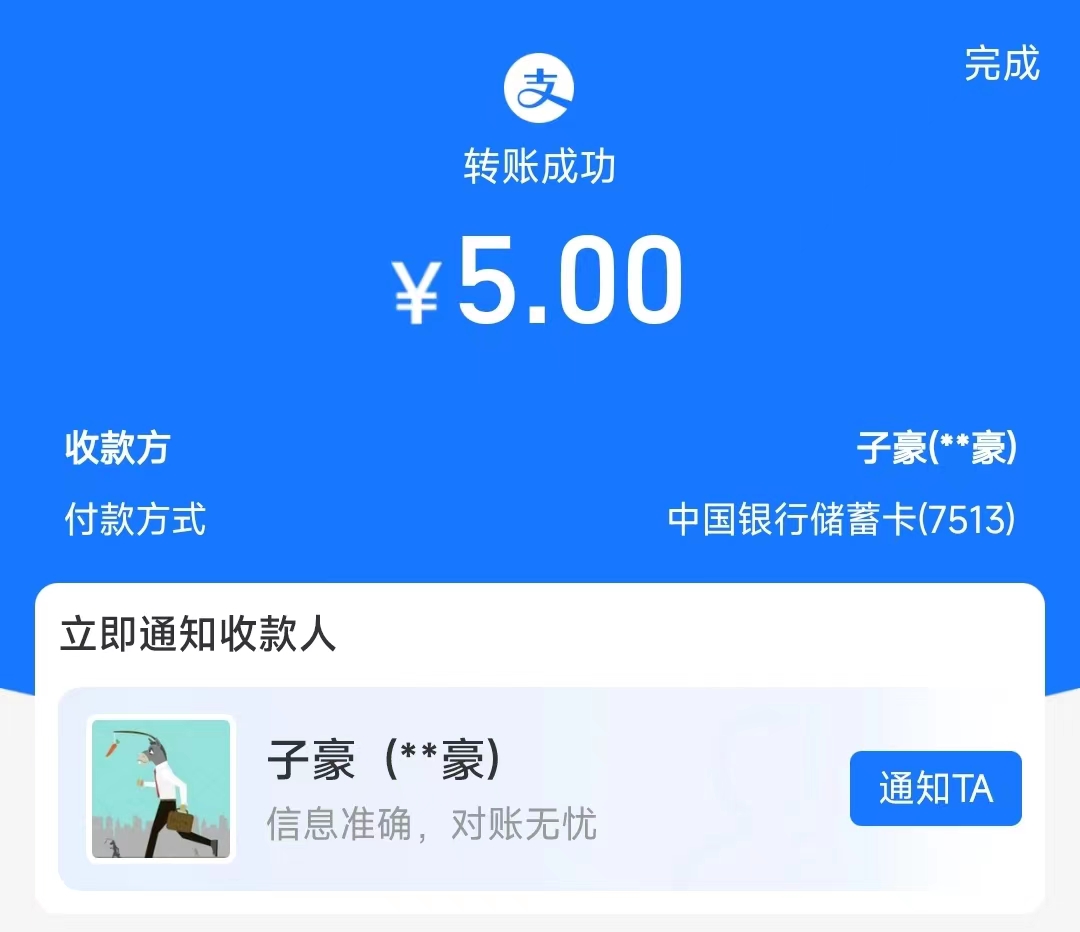 完成
支
转账成功
¥5.00
收款方 子豪(**豪)
付款方式 中国银行储蓄卡(7513)
立即通知收款人
子豪 (**豪)
信息准确，对账无忧
通知TA